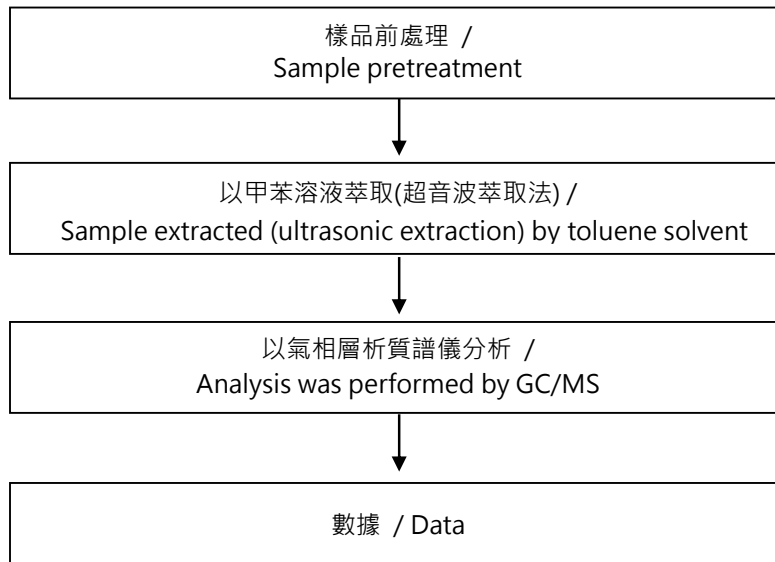 樣品前處理 /
Sample pretreatment
以甲苯溶液萃取(超音波萃取法) /
Sample extracted (ultrasonic extraction) by toluene solvent
以氣相層析質譜儀分析 /
Analysis was performed by GC/MS
數據 / Data